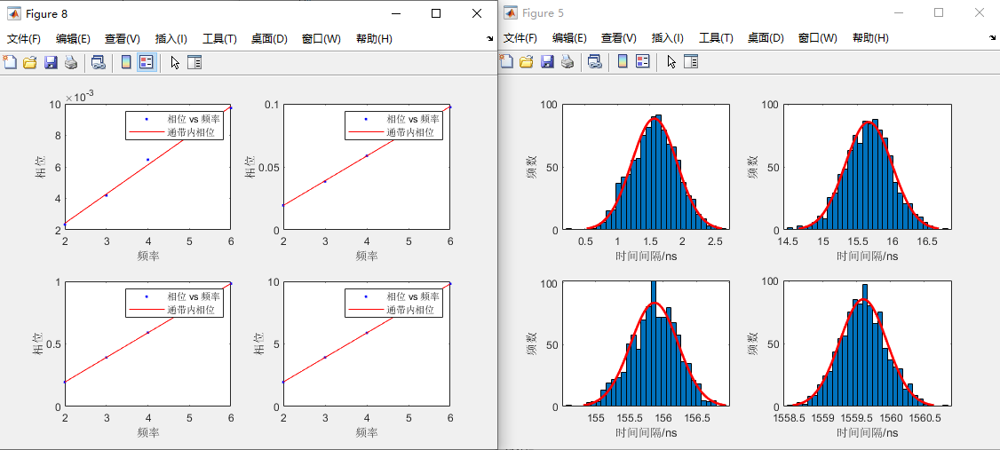 Figure 8
文件(F) 编辑(E) 查看(V) 插入(I) 工具(T) 桌面(D) 窗口(W) 帮助(H)
×10⁻³
10
8
6
4
2
相位
相位 vs 频率
通带内相位
2 3 4 5 6
频率
0.1
0.05
0
相位
相位 vs 频率
通带内相位
2 3 4 5 6
频率
1
0.5
0
相位
相位 vs 频率
通带内相位
2 3 4 5 6
频率
10
5
0
相位
相位 vs 频率
通带内相位
2 3 4 5 6
频率
Figure 5
文件(F) 编辑(E) 查看(V) 插入(I) 工具(T) 桌面(D) 窗口(W) 帮助(H)
100
50
0
频数
0.5 1 1.5 2 2.5
时间间隔/ns
100
50
0
频数
14.5 15 15.5 16 16.5
时间间隔/ns
100
50
0
频数
155 155.5 156 156.5
时间间隔/ns
100
50
0
频数
1558.5 1559 1559.5 1560 1560.5
时间间隔/ns